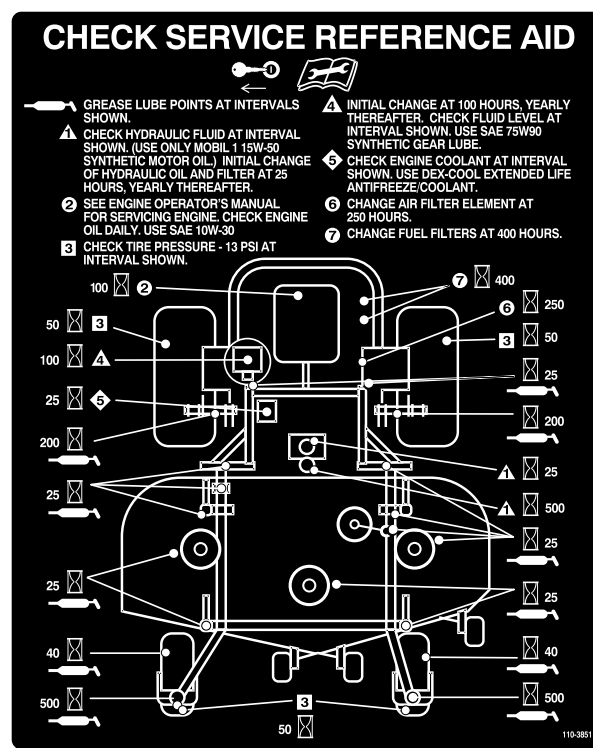 CHECK SERVICE REFERENCE AID
GREASE LUBE POINTS AT INTERVALS
SHOWN.
1 CHECK HYDRAULIC FLUID AT INTERVAL
SHOWN. (USE ONLY MOBIL 1 15W-50
SYNTHETIC MOTOR OIL.) INITIAL CHANGE
OF HYDRAULIC OIL AND FILTER AT 25
HOURS, YEARLY THEREAFTER.
2 SEE ENGINE OPERATOR'S MANUAL
FOR SERVICING ENGINE. CHECK ENGINE
OIL DAILY. USE SAE 10W-30
3 CHECK TIRE PRESSURE - 13 PSI AT
INTERVAL SHOWN.
4 INITIAL CHANGE AT 100 HOURS, YEARLY
THEREAFTER. CHECK FLUID LEVEL AT
INTERVAL SHOWN. USE SAE 75W90
SYNTHETIC GEAR LUBE.
5 CHECK ENGINE COOLANT AT INTERVAL
SHOWN. USE DEX-COOL EXTENDED LIFE
ANTIFREEZE/COOLANT.
6 CHANGE AIR FILTER ELEMENT AT
250 HOURS.
7 CHANGE FUEL FILTERS AT 400 HOURS.
100 2
7 400
6 250
50 3
3 50
100 4
25
25 5
200
200
1 25
25
1 500
25
25
25
40
40
500
500
3
50
110-3851